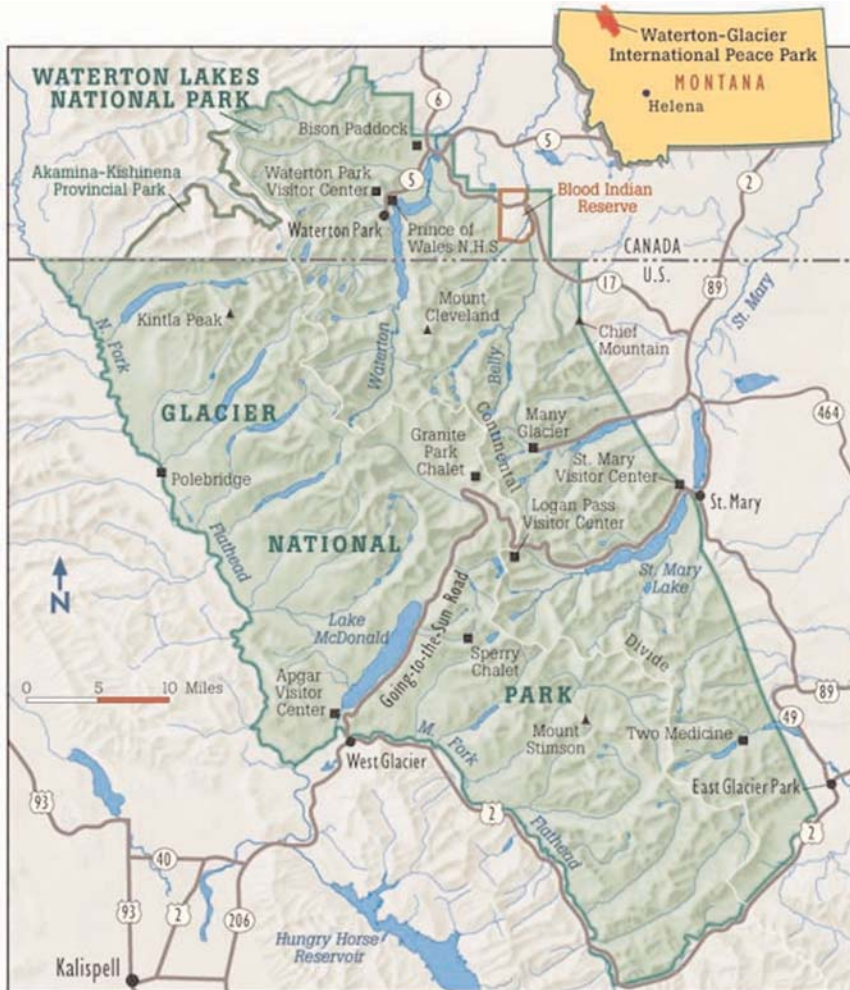 Waterton-Glacier
International Peace Park
MONTANA
Helena
WATERTON LAKES
NATIONAL PARK
6
Bison Paddock
5
2
Akamina-Kishinena
Provincial Park
Waterton Park
Visitor Center
5
Blood Indian
Reserve
Waterton Park
Prince of
Wales N.H.S.
CANADA
U.S.
17
89
St. Mary
Kintla Peak
Mount
Cleveland
N. Fork
Chief
Mountain
Waterton
Belly
GLACIER
Continental
Many
Glacier
464
Granite
Park
Chalet
St. Mary
Visitor Center
Polebridge
Logan Pass
Visitor Center
St. Mary
Flathead
NATIONAL
St. Mary
Lake
N
Lake
McDonald
Going-to-the-Sun Road
Sperry
Chalet
Divide
0 5 10 Miles
Apgar
Visitor
Center
PARK
89
49
M. Fork
Mount
Stimson
Two Medicine
West Glacier
East Glacier Park
93
2
Flathead
2
40
93
2
206
Hungry Horse
Reservoir
Kalispell